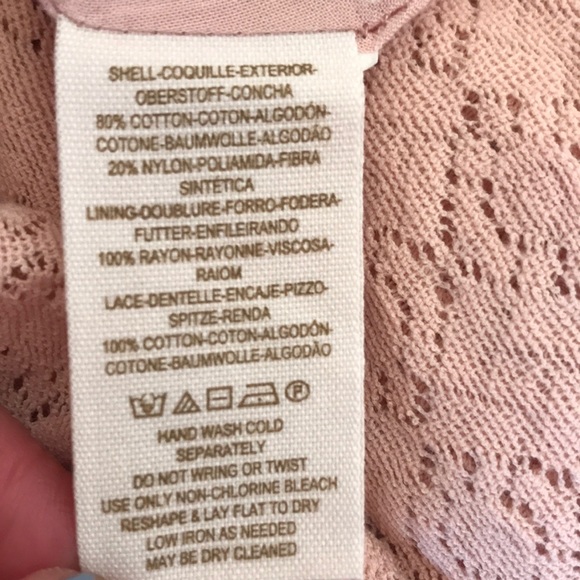 SHELL-COQUILLE-EXTERIOR-
OBERSTOFF-CONCHA
80% COTTON-COTON-ALGODÓN-
COTONE-BAUMWOLLE-ALGODÃO
20% NYLON-POLIAMIDA-FIBRA
SINTETICA
LINING-DOUBLURE-FORRO-FODERA-
FUTTER-ENFILEIRANDO
100% RAYON-RAYONNE-VISCOSA-
RAIOM
LACE-DENTELLE-ENCAJE-PIZZO-
SPITZE-RENDA
100% COTTON-COTON-ALGODÓN-
COTONE-BAUMWOLLE-ALGODÃO
P
HAND WASH COLD
SEPARATELY
DO NOT WRING OR TWIST
USE ONLY NON-CHLORINE BLEACH
RESHAPE & LAY FLAT TO DRY
LOW IRON AS NEEDED
MAY BE DRY CLEANED